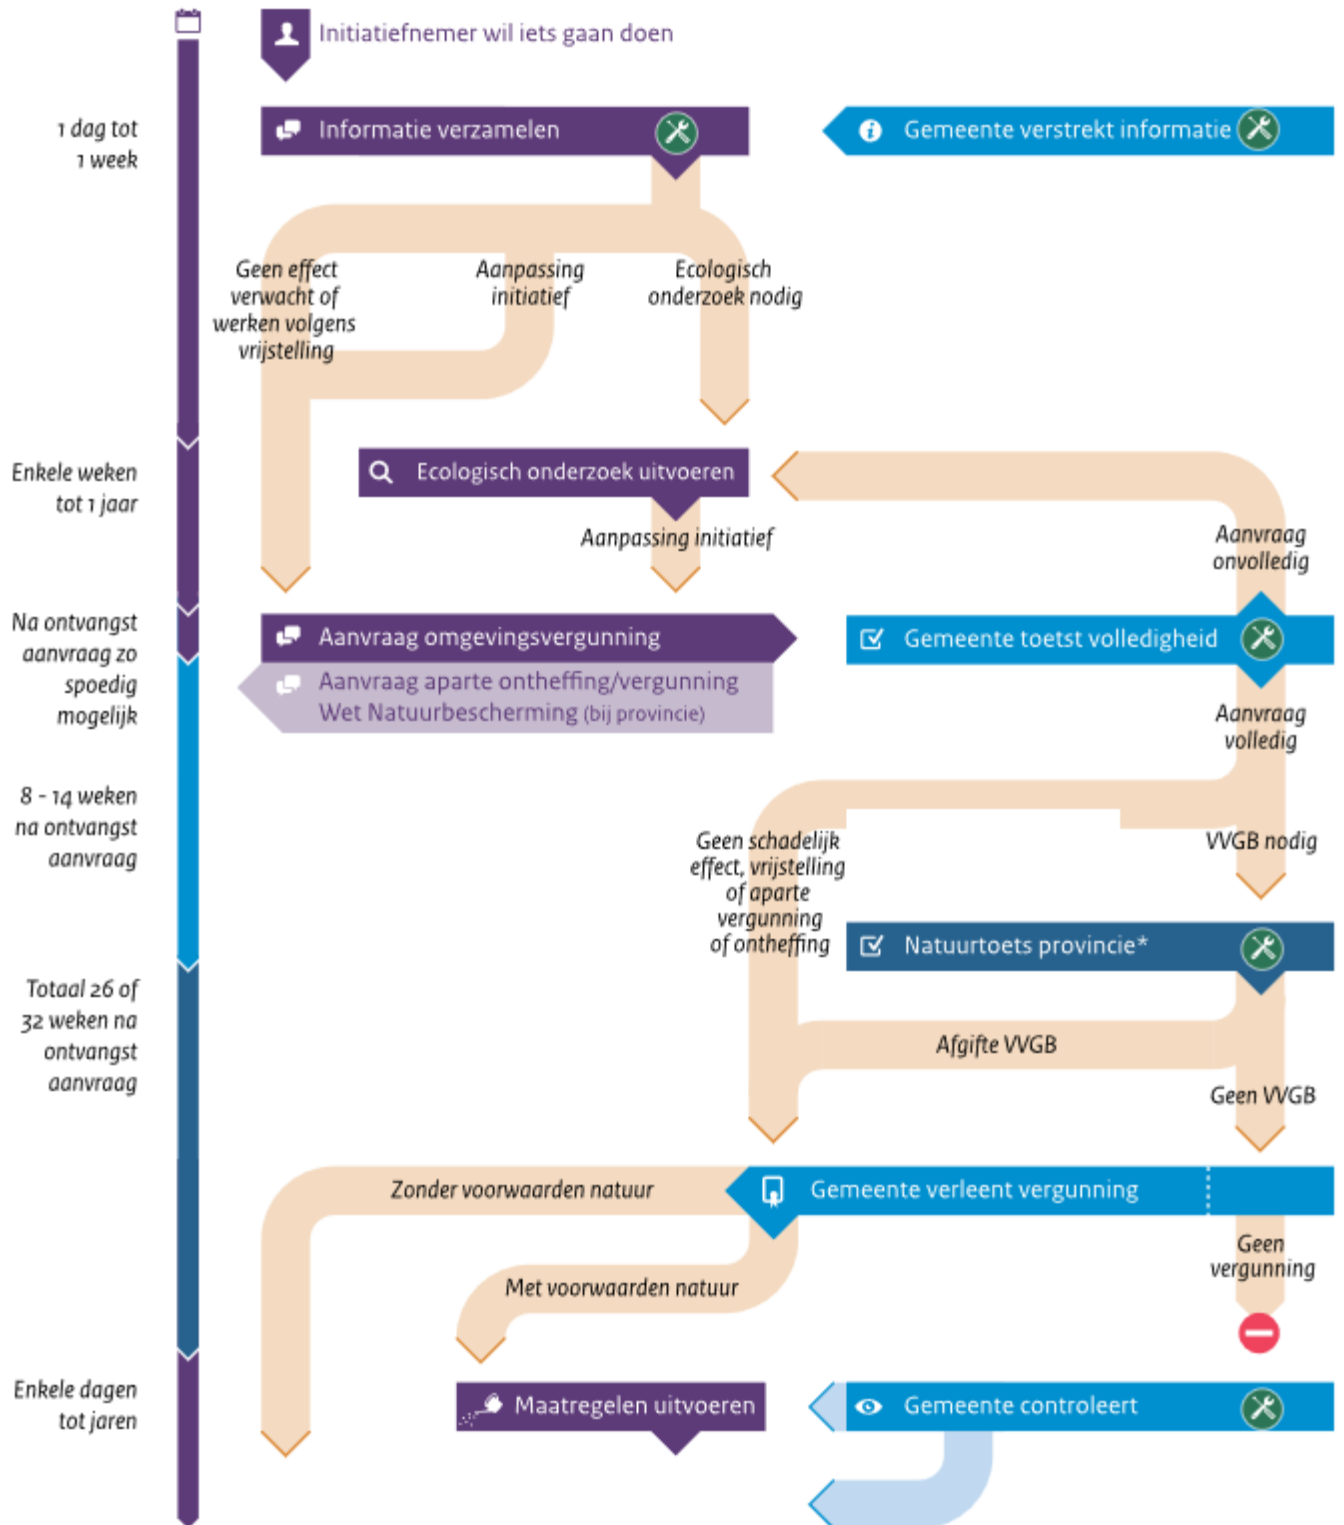 Initiatiefnemer wil iets gaan doen
1 dag tot
1 week
Informatie verzamelen
Gemeente verstrekt informatie
Geen effect
verwacht of
werken volgens
vrijstelling
Aanpassing
initiatief
Ecologisch
onderzoek nodig
Enkele weken
tot 1 jaar
Ecologisch onderzoek uitvoeren
Aanpassing initiatief
Aanvraag
onvolledig
Na ontvangst
aanvraag zo
spoedig
mogelijk
Aanvraag omgevingsvergunning
Aanvraag aparte ontheffing/vergunning
Wet Natuurbescherming (bij provincie)
Gemeente toetst volledigheid
Aanvraag
volledig
8 - 14 weken
na ontvangst
aanvraag
Geen schadelijk
effect, vrijstelling
of aparte
vergunning
of ontheffing
VVGB nodig
Natuurtoets provincie*
Totaal 26 of
32 weken na
ontvangst
aanvraag
Afgifte VVGB
Geen VVGB
Zonder voorwaarden natuur
Gemeente verleent vergunning
Geen
vergunning
Met voorwaarden natuur
Enkele dagen
tot jaren
Maatregelen uitvoeren
Gemeente controleert